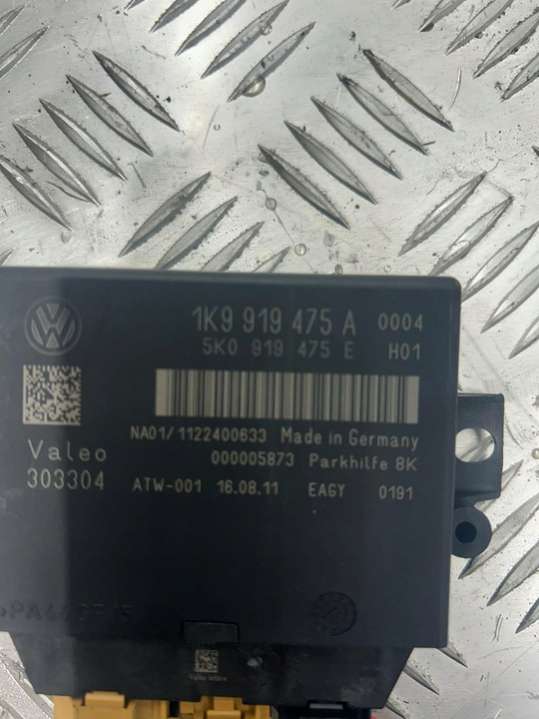 1K9 919 475 A 0004
5K0 919 475 E H01
NA01/1122400633 Made in Germany
Valeo 000005873 Parkhilfe 8K
303304 ATW-001 16.08.11 EAGY 0191